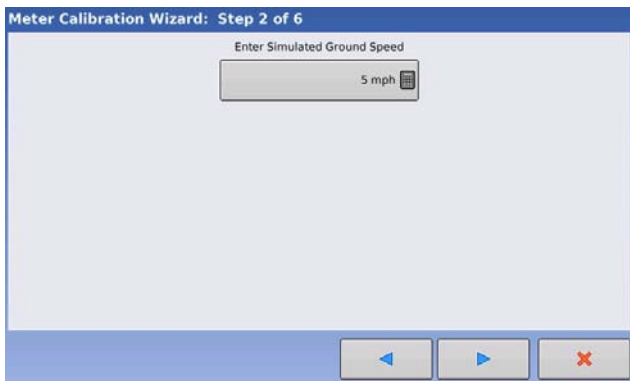 Meter Calibration Wizard: Step 2 of 6
Enter Simulated Ground Speed
5 mph